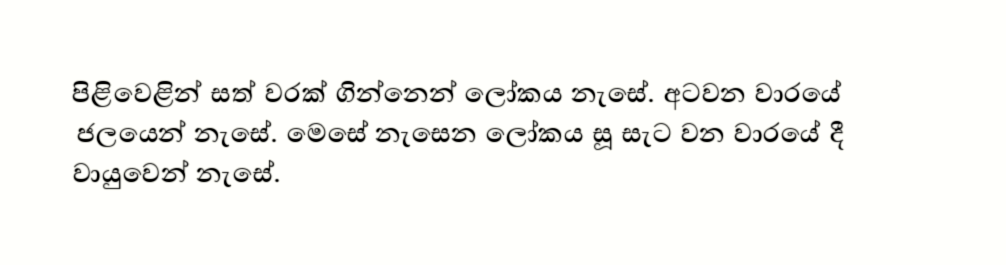 පිළිවෙළින් සත් වරක් ගින්නෙන් ලෝකය නැසේ. අටවන වාරයේ
ජලයෙන් නැසේ. මෙසේ නැසෙන ලෝකය සූ සැට වන වාරයේ දී
වායුවෙන් නැසේ.